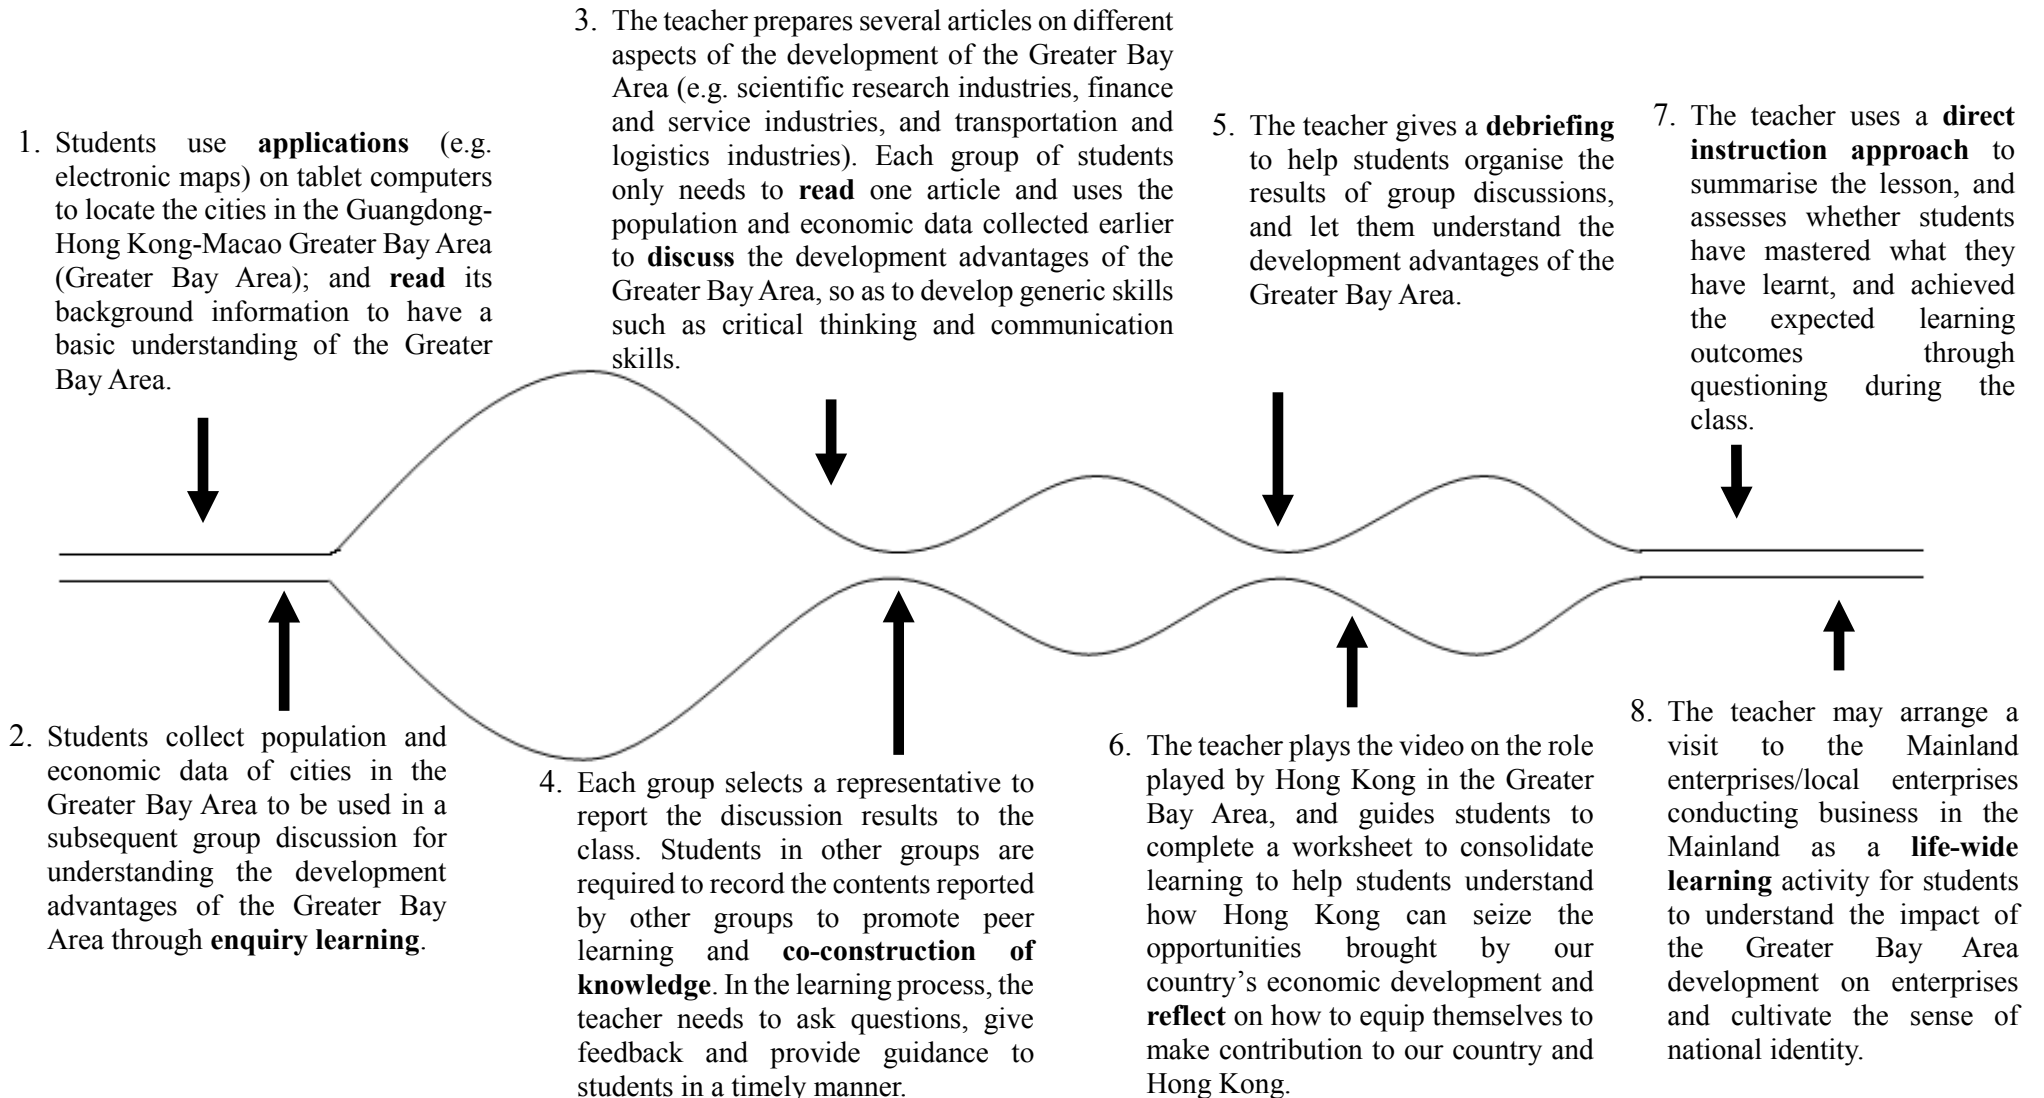 1. Students use applications (e.g.
electronic maps) on tablet computers
to locate the cities in the Guangdong-
Hong Kong-Macao Greater Bay Area
(Greater Bay Area); and read its
background information to have a
basic understanding of the Greater
Bay Area.
2. Students collect population and
economic data of cities in the
Greater Bay Area to be used in a
subsequent group discussion for
understanding the development
advantages of the Greater Bay
Area through enquiry learning.
3. The teacher prepares several articles on different
aspects of the development of the Greater Bay
Area (e.g. scientific research industries, finance
and service industries, and transportation and
logistics industries). Each group of students
only needs to read one article and uses the
population and economic data collected earlier
to discuss the development advantages of the
Greater Bay Area, so as to develop generic skills
such as critical thinking and communication
skills.
4. Each group selects a representative to
report the discussion results to the
class. Students in other groups are
required to record the contents reported
by other groups to promote peer
learning and co-construction of
knowledge. In the learning process, the
teacher needs to ask questions, give
feedback and provide guidance to
students in a timely manner.
5. The teacher gives a debriefing
to help students organise the
results of group discussions,
and let them understand the
development advantages of the
Greater Bay Area.
6. The teacher plays the video on the role
played by Hong Kong in the Greater
Bay Area, and guides students to
complete a worksheet to consolidate
learning to help students understand
how Hong Kong can seize the
opportunities brought by our
country’s economic development and
reflect on how to equip themselves to
make contribution to our country and
Hong Kong.
7. The teacher uses a direct
instruction approach to
summarise the lesson, and
assesses whether students
have mastered what they
have learnt, and achieved
the expected learning
outcomes through
questioning during the
class.
8. The teacher may arrange a
visit to the Mainland
enterprises/local enterprises
conducting business in the
Mainland as a life-wide
learning activity for students
to understand the impact of
the Greater Bay Area
development on enterprises
and cultivate the sense of
national identity.